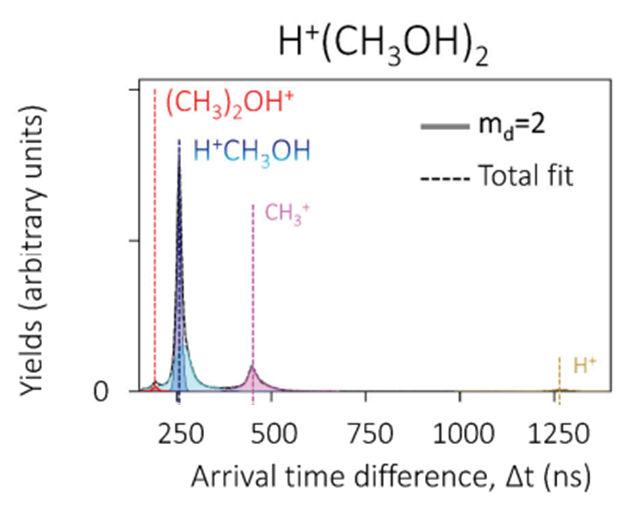 H⁺(CH₃OH)₂
(CH₃)₂OH⁺
H⁺CH₃OH
CH₃⁺
H⁺
m_d=2
Total fit
Yields (arbitrary units)
0
250 500 750 1000 1250
Arrival time difference, Δt (ns)